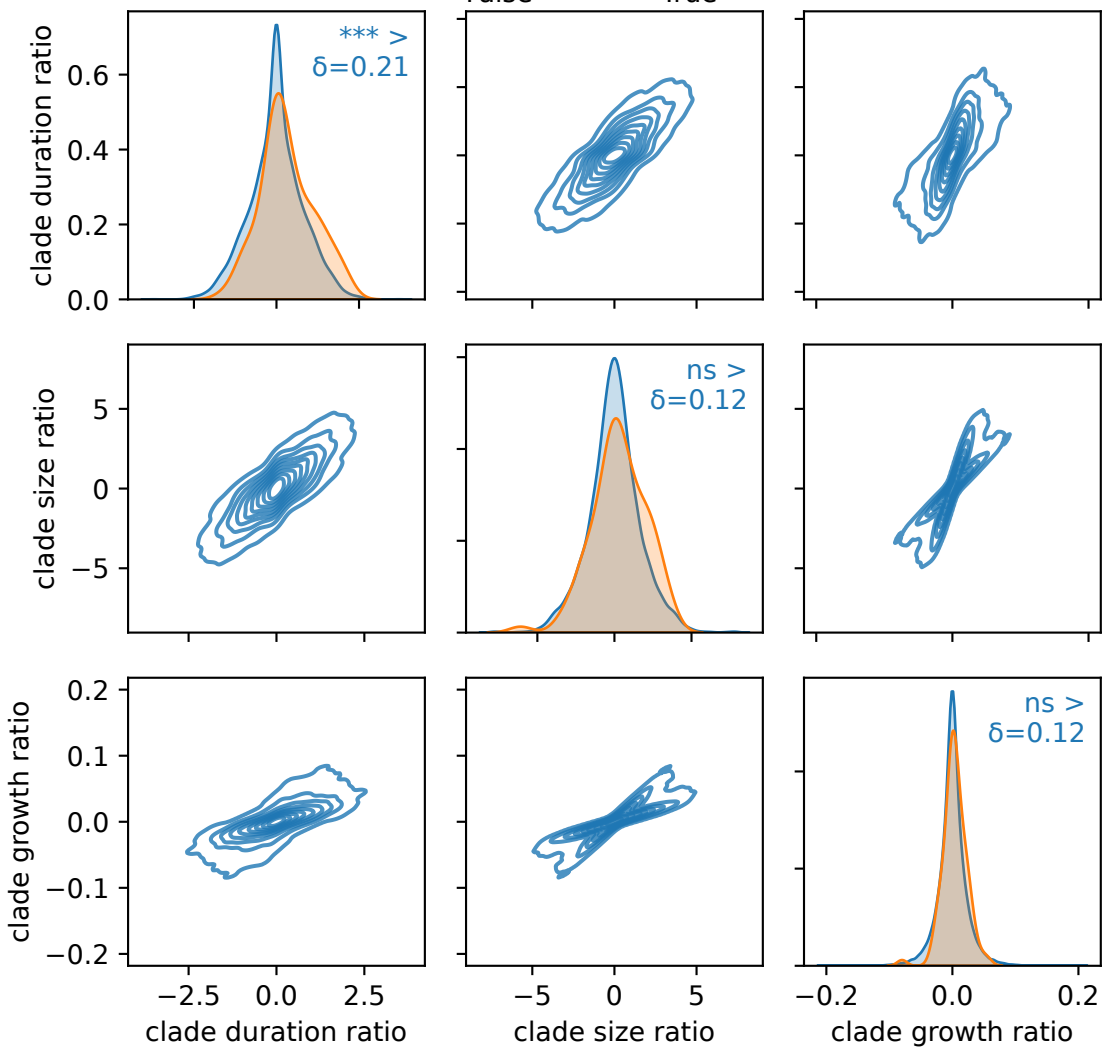 clade duration ratio
0.6
0.4
0.2
0.0
*** >
δ=0.21
True
clade size ratio
5
0
−5
ns >
δ=0.12
clade growth ratio
0.2
0.1
0.0
−0.1
−0.2
ns >
δ=0.12
−2.5 0.0 2.5
clade duration ratio
−5 0 5
clade size ratio
−0.2 0.0 0.2
clade growth ratio